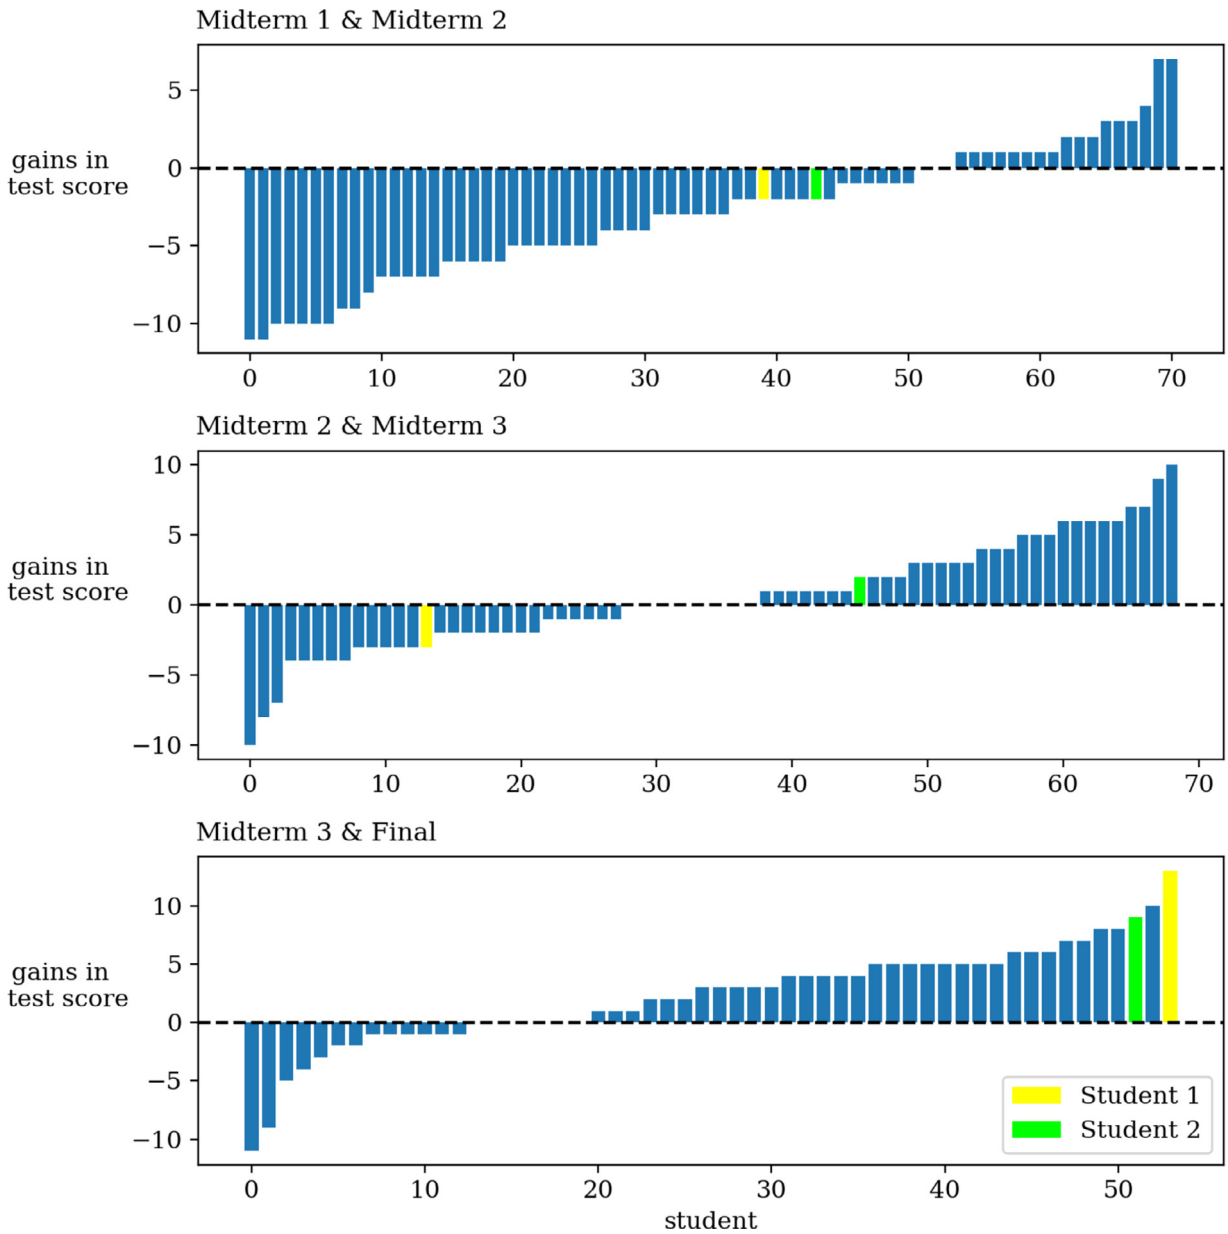 Midterm 1 & Midterm 2
5
0
−5
−10
gains in
test score
0 10 20 30 40 50 60 70
Midterm 2 & Midterm 3
10
5
0
−5
−10
gains in
test score
0 10 20 30 40 50 60 70
Midterm 3 & Final
10
5
0
−5
−10
gains in
test score
Student 1
Student 2
0 10 20 30 40 50
student